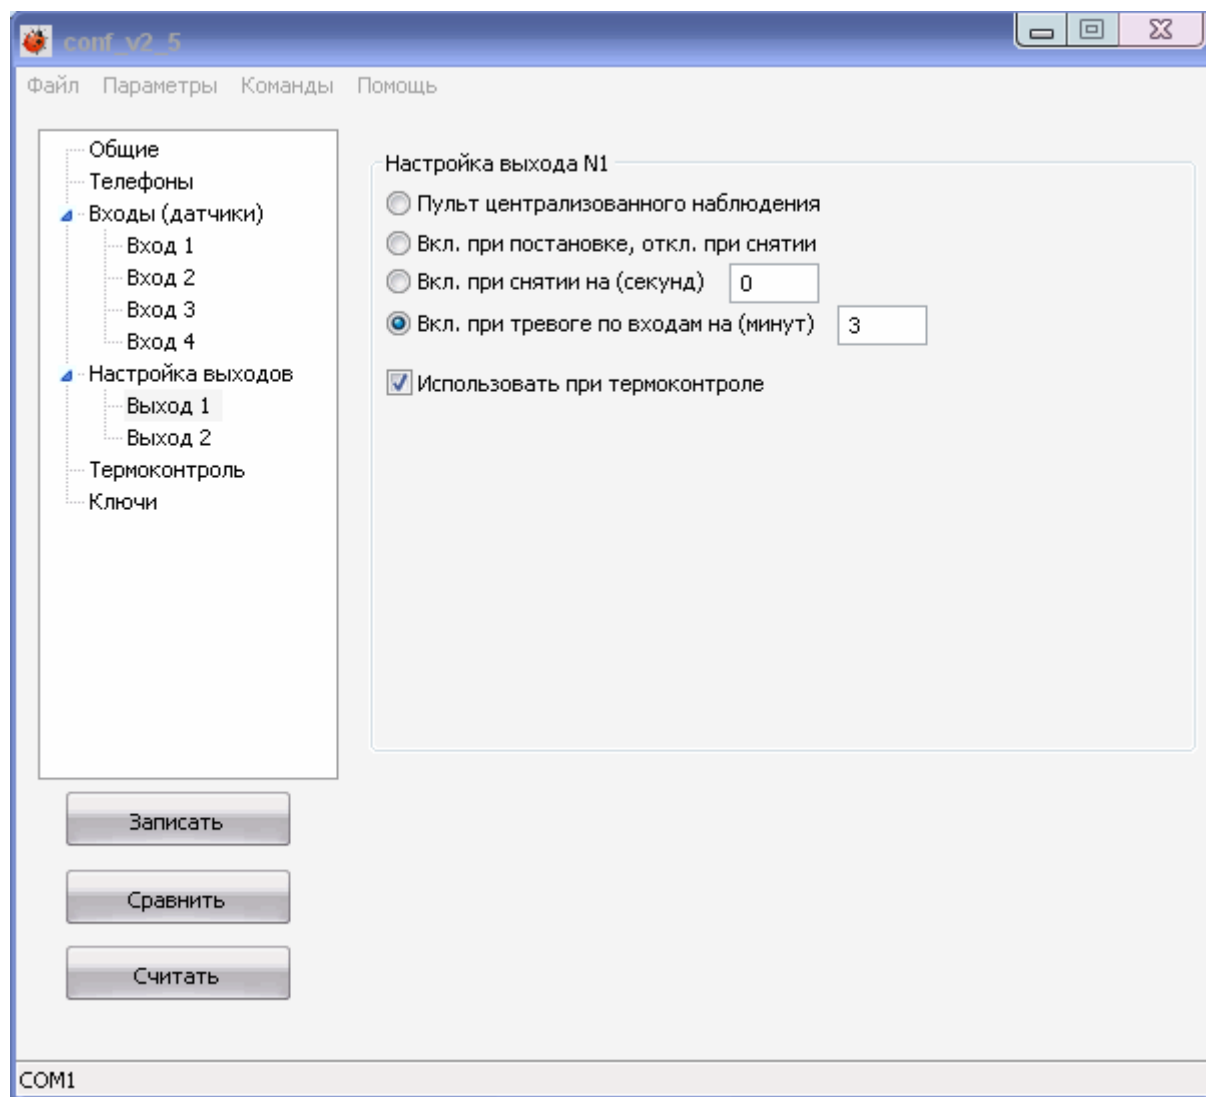 conf_v2_5
Файл Параметры Команды Помощь
Общие
Телефоны
Входы (датчики)
Вход 1
Вход 2
Вход 3
Вход 4
Настройка выходов
Выход 1
Выход 2
Термоконтроль
Ключи
Настройка выхода N1
Пульт централизованного наблюдения
Вкл. при постановке, откл. при снятии
Вкл. при снятии на (секунд) 0
Вкл. при тревоге по входам на (минут) 3
Использовать при термоконтроле
Записать
Сравнить
Считать
COM1